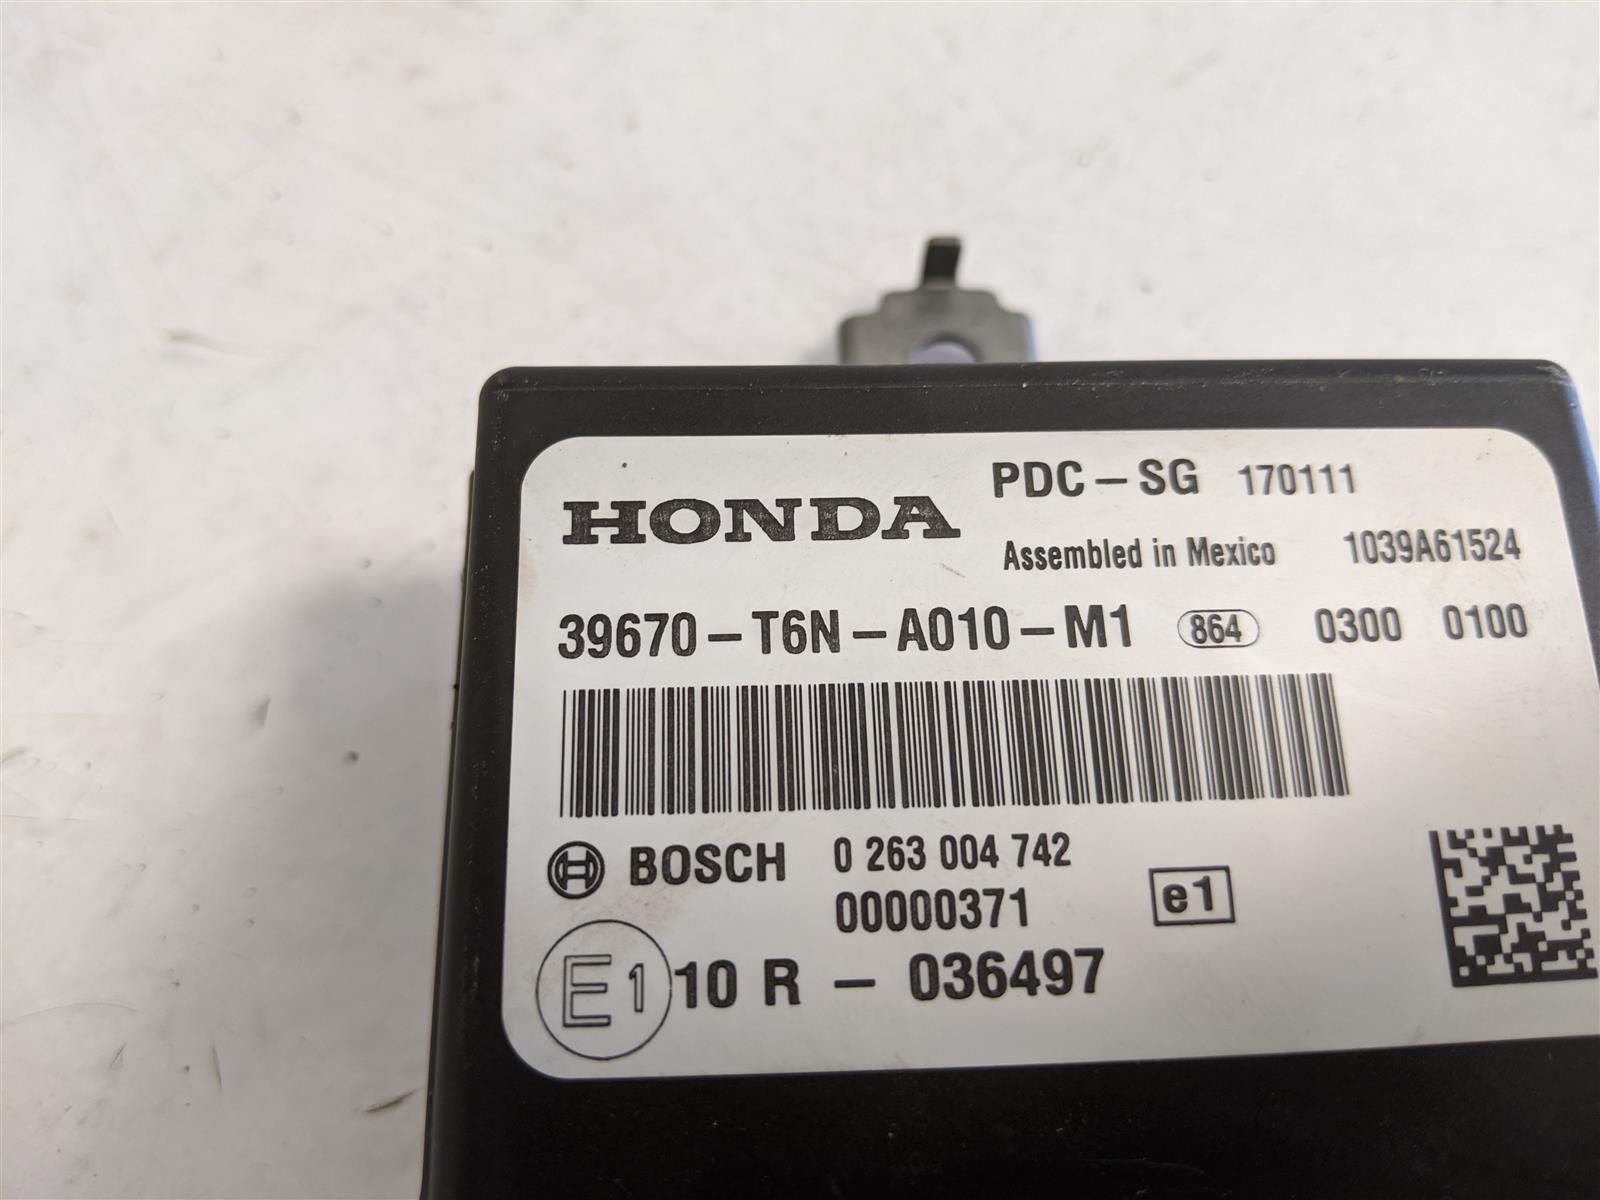 HONDA PDC-SG 170111
Assembled in Mexico 1039A61524
39670-T6N-A010-M1 864 0300 0100
BOSCH 0 263 004 742
00000371 e1
E1 10 R - 036497